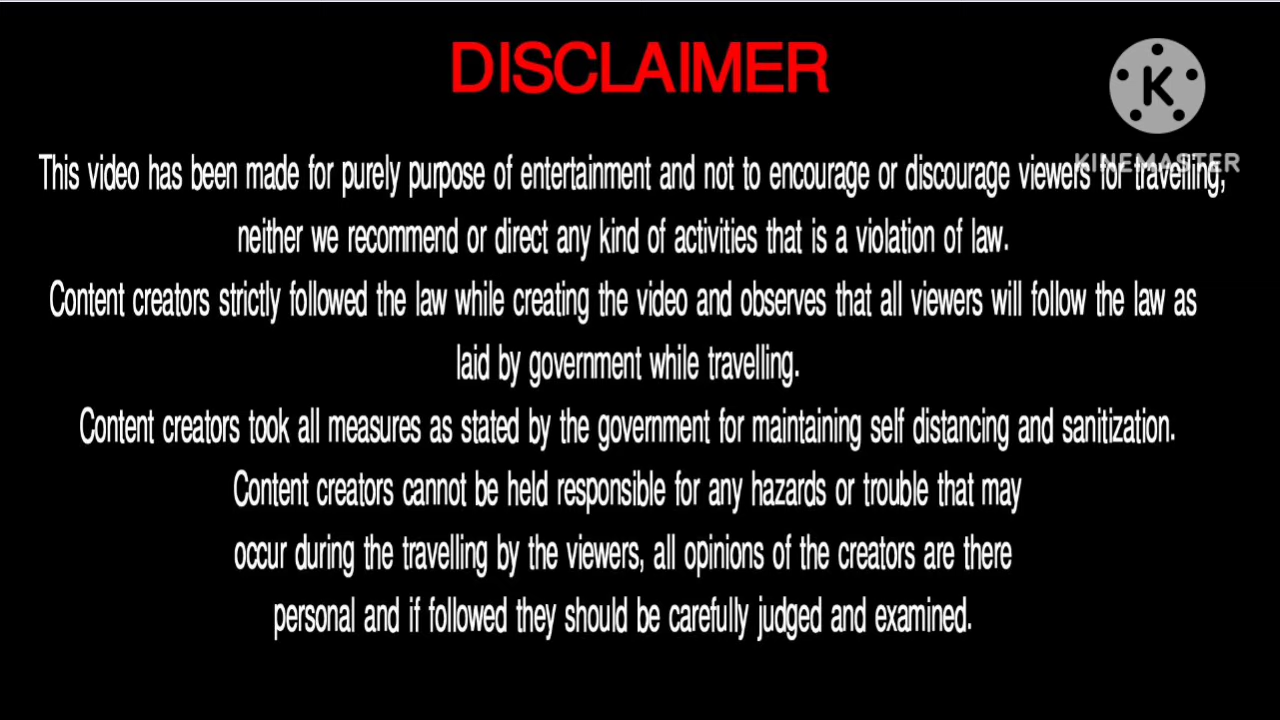 DISCLAIMER
K
KINEMASTER
This video has been made for purely purpose of entertainment and not to encourage or discourage viewers for travelling,
neither we recommend or direct any kind of activities that is a violation of law.
Content creators strictly followed the law while creating the video and observes that all viewers will follow the law as
laid by government while travelling.
Content creators took all measures as stated by the government for maintaining self distancing and sanitization.
Content creators cannot be held responsible for any hazards or trouble that may
occur during the travelling by the viewers, all opinions of the creators are there
personal and if followed they should be carefully judged and examined.